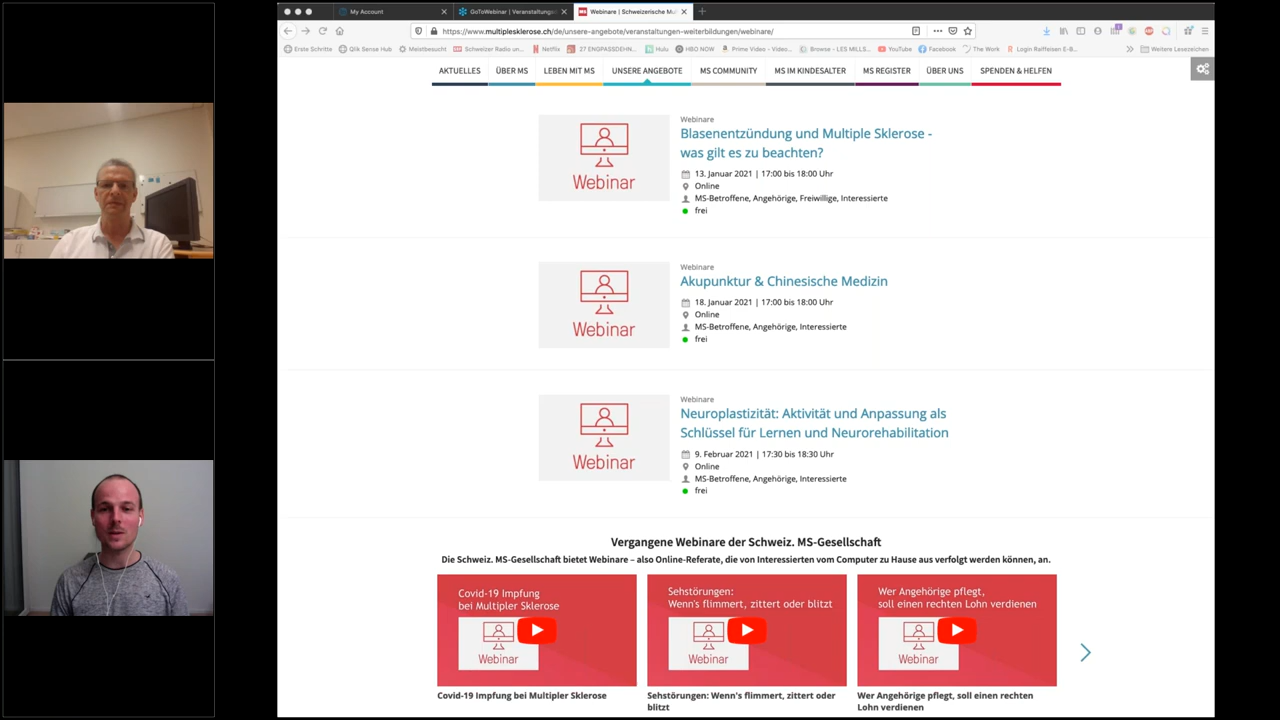 My Account
GoToWebinar | Veranstaltungs
Webinare | Schweizerische Mul
https://www.multiplesklerose.ch/de/unsere-angebote/veranstaltungen-weiterbildungen/webinare/
Erste Schritte
Qlik Sense Hub
Meistbesucht
Schweizer Radio un...
Netflix
27 ENGPASSDEHN...
Hulu
HBO NOW
Prime Video - Video...
Browse - LES MILLS...
YouTube
Facebook
The Work
Login Raiffeisen E-B...
Weitere Lesezeichen
AKTUELLES
ÜBER MS
LEBEN MIT MS
UNSERE ANGEBOTE
MS COMMUNITY
MS IM KINDESALTER
MS REGISTER
ÜBER UNS
SPENDEN & HELFEN
Webinar
Webinare
Blasenentzündung und Multiple Sklerose -
was gilt es zu beachten?
13. Januar 2021 | 17:00 bis 18:00 Uhr
Online
MS-Betroffene, Angehörige, Freiwillige, Interessierte
frei
Webinar
Webinare
Akupunktur & Chinesische Medizin
18. Januar 2021 | 17:00 bis 18:00 Uhr
Online
MS-Betroffene, Angehörige, Interessierte
frei
Webinar
Webinare
Neuroplastizität: Aktivität und Anpassung als
Schlüssel für Lernen und Neurorehabilitation
9. Februar 2021 | 17:30 bis 18:30 Uhr
Online
MS-Betroffene, Angehörige, Interessierte
frei
Vergangene Webinare der Schweiz. MS-Gesellschaft
Die Schweiz. MS-Gesellschaft bietet Webinare – also Online-Referate, die von Interessierten vom Computer zu Hause aus verfolgt werden können, an.
Covid-19 Impfung
bei Multipler Sklerose
Webinar
Covid-19 Impfung bei Multipler Sklerose
Sehstörungen:
Wenn's flimmert, zittert oder blitzt
Webinar
Sehstörungen: Wenn's flimmert, zittert oder
blitzt
Wer Angehörige pflegt,
soll einen rechten Lohn verdienen
Webinar
Wer Angehörige pflegt, soll einen rechten
Lohn verdienen